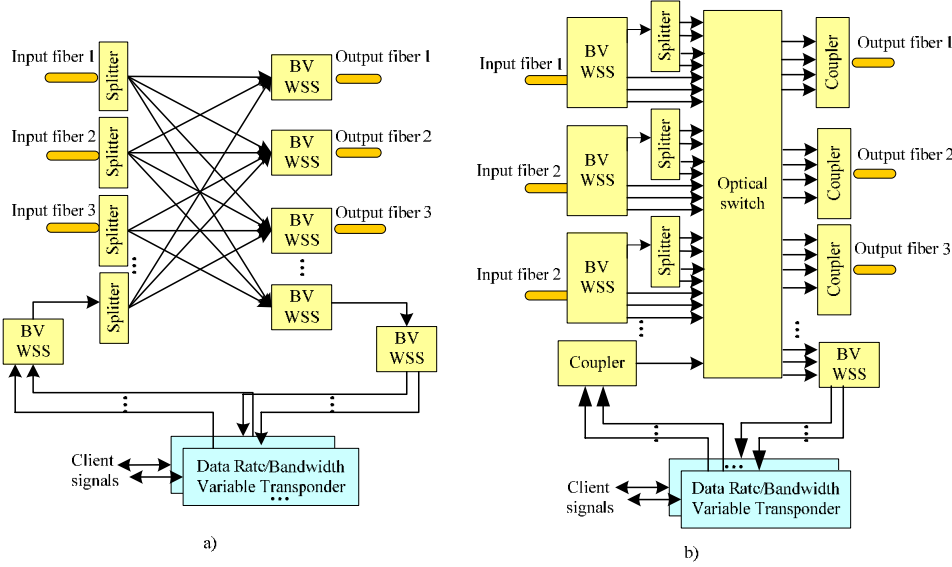 Input fiber 1
Splitter
BV
WSS
Output fiber 1
Input fiber 2
Splitter
BV
WSS
Output fiber 2
Input fiber 3
Splitter
BV
WSS
Output fiber 3
...
...
Splitter
BV
WSS
BV
WSS
BV
WSS
...
...
Client
signals
Data Rate/Bandwidth
Variable Transponder
...
a)
Input fiber 1
BV
WSS
Splitter
Optical
switch
Coupler
Output fiber 1
Input fiber 2
BV
WSS
Splitter
Coupler
Output fiber 2
Input fiber 2
BV
WSS
Splitter
Coupler
Output fiber 3
...
...
Coupler
BV
WSS
...
...
...
Client
signals
Data Rate/Bandwidth
Variable Transponder
b)